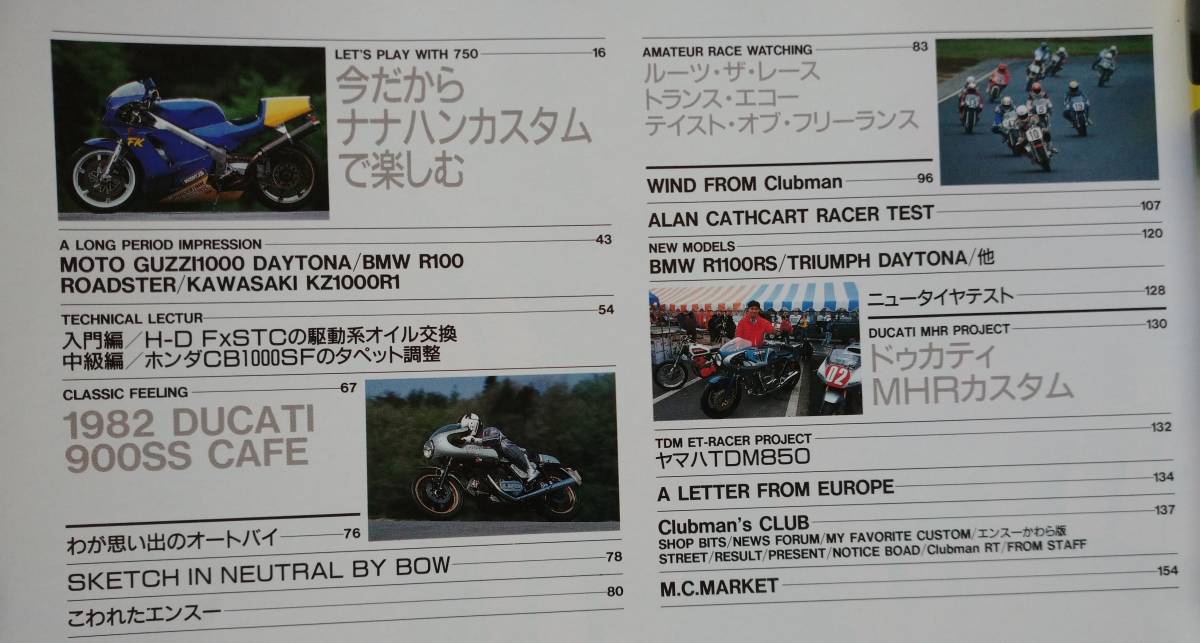 LET'S PLAY WITH 750 16
今だから
ナナハンカスタム
で楽しむ
FK
A LONG PERIOD IMPRESSION 43
MOTO GUZZI1000 DAYTONA/BMW R100
ROADSTER/KAWASAKI KZ1000R1
TECHNICAL LECTUR 54
入門編/H-D FxSTCの駆動系オイル交換
中級編/ホンダCB1000SFのタペット調整
CLASSIC FEELING 67
1982 DUCATI
900SS CAFE
わが思い出のオートバイ 76
SKETCH IN NEUTRAL BY BOW 78
こわれたエンスー 80
AMATEUR RACE WATCHING 83
ルーツ・ザ・レース
トランス・エコー
テイスト・オブ・フリーランス
WIND FROM Clubman 96
ALAN CATHCART RACER TEST 107
NEW MODELS 120
BMW R1100RS/TRIUMPH DAYTONA/他
ニュータイヤテスト 128
DUCATI MHR PROJECT 130
ドゥカティ
MHRカスタム
02
TDM ET-RACER PROJECT 132
ヤマハTDM850
A LETTER FROM EUROPE 134
Clubman's CLUB 137
SHOP BITS/NEWS FORUM/MY FAVORITE CUSTOM/エンスーかわら版
STREET/RESULT/PRESENT/NOTICE BOAD/Clubman RT/FROM STAFF
M.C.MARKET 154